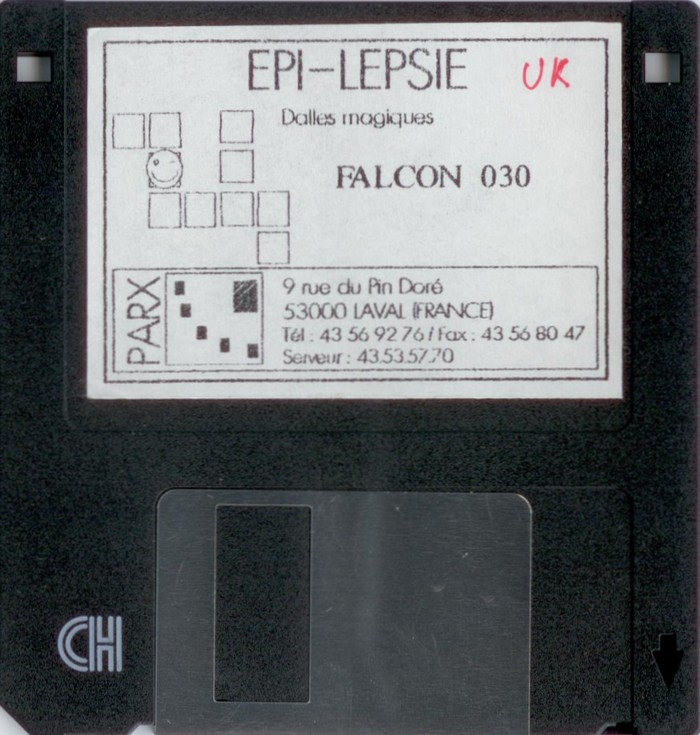 EPI-LEPSIE UK
Dalles magiques
FALCON 030
PARX
9 rue du Pin Doré
53000 LAVAL (FRANCE)
Tél : 43 56 92 76 / Fax : 43 56 80 47
Serveur : 43.53.57.70
CH